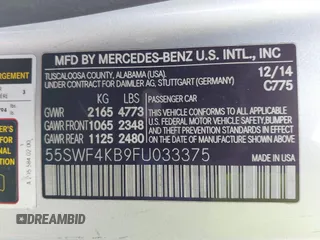 MFD BY MERCEDES-BENZ U.S. INTL., INC
TUSCALOOSA COUNTY, ALABAMA (USA).
UNDER CONTRACT FOR DAIMLER AG, STUTTGART (GERMANY)
12/14
C775
KG LBS
GVWR 2165 4773
GAWR FRONT 1065 2348
GAWR REAR 1125 2480
THIS VEHICLE CONFORMS TO ALL
APPLICABLE U.S. FEDERAL MOTOR
VEHICLE SAFETY, BUMPER, AND
THEFT PREVENTION STANDARDS
IN EFFECT ON THE DATE OF
MANUFACTURE SHOWN ABOVE.
PASSENGER CAR
55SWF4KB9FU033375
DREAMBID